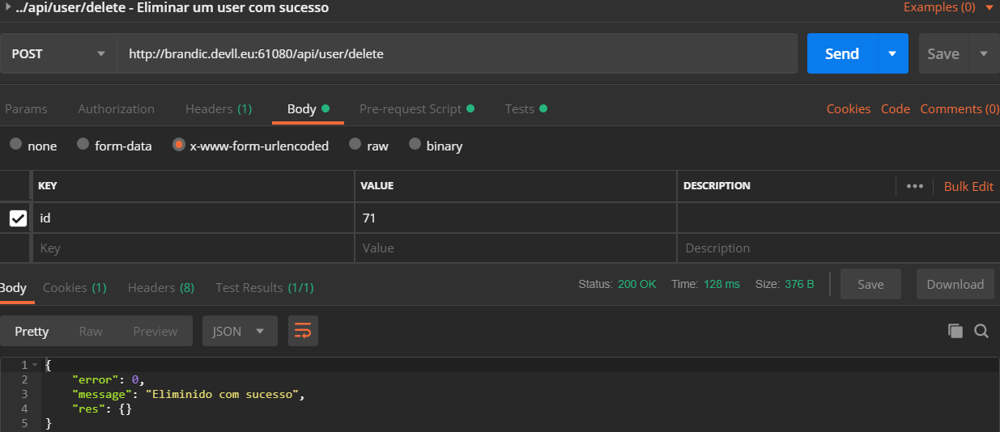 ../api/user/delete - Eliminar um user com sucesso Examples (0)
POST http://brandic.devll.eu:61080/api/user/delete Send Save
Params Authorization Headers (1) Body Pre-request Script Tests Cookies Code Comments (0)
none form-data x-www-form-urlencoded raw binary
KEY VALUE DESCRIPTION ••• Bulk Edit
id 71
Key Value Description
Body Cookies (1) Headers (8) Test Results (1/1) Status: 200 OK Time: 128 ms Size: 376 B Save Download
Pretty Raw Preview JSON
1 {
2 "error": 0,
3 "message": "Eliminido com sucesso",
4 "res": {}
5 }